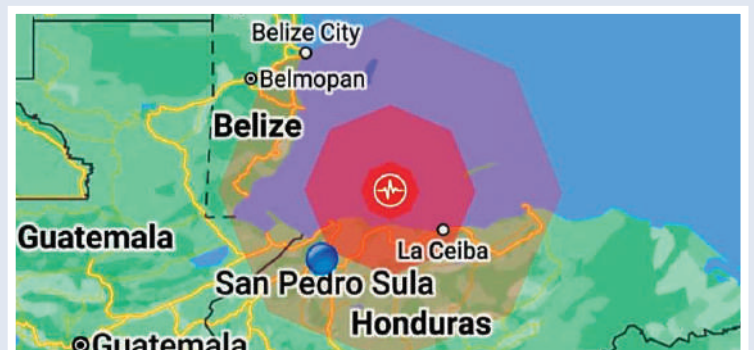 Belize City
Belmopan
Belize
Guatemala
La Ceiba
San Pedro Sula
Honduras
Guatemala